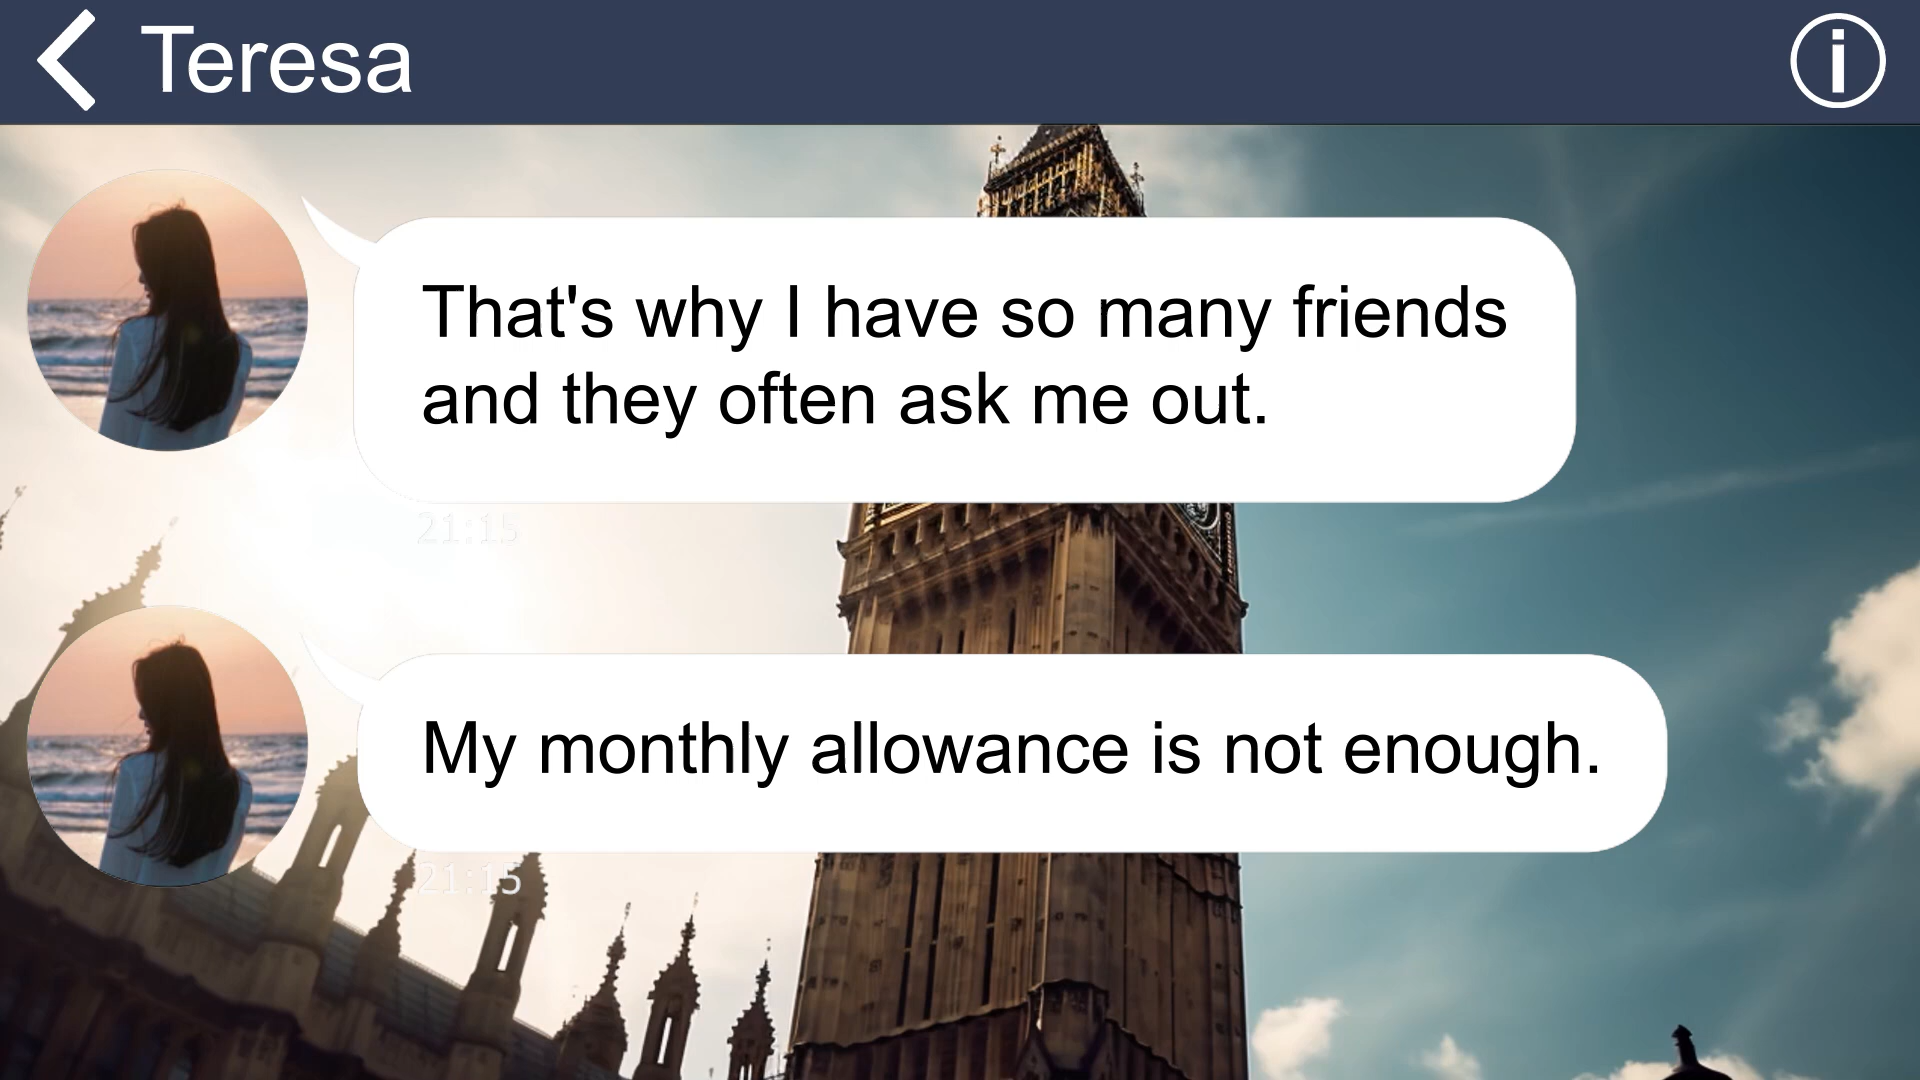 Teresa
That's why I have so many friends
and they often ask me out.
21:15
My monthly allowance is not enough.
21:15